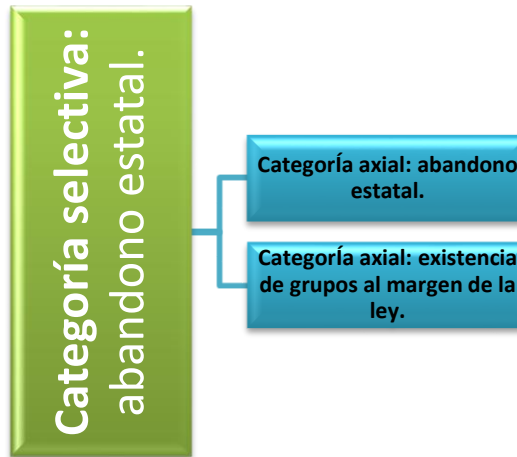 Categoría selectiva:
abandono estatal.
CategorÍa axial: abandono
estatal.
CategorÍa axial: existencia
de grupos al margen de la
ley.